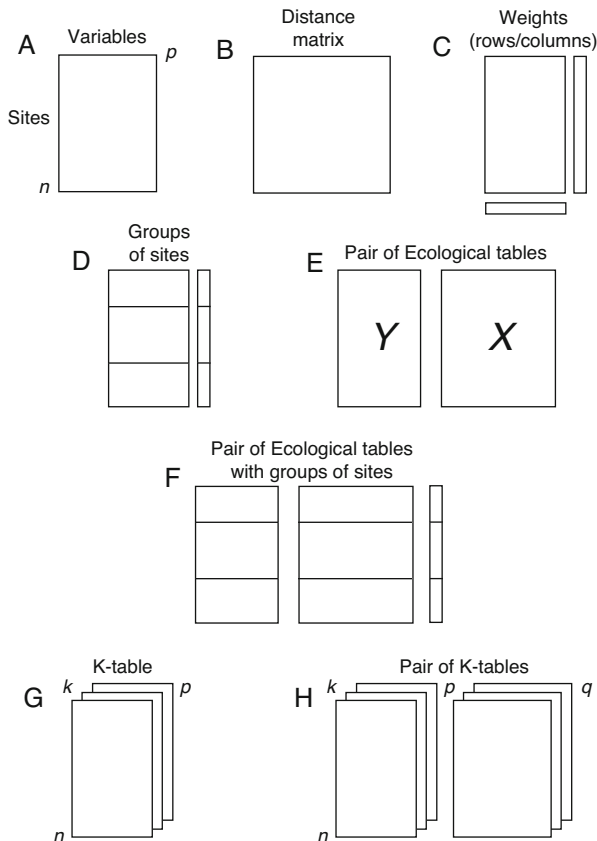 A
Variables
p
Sites
n
B
Distance
matrix
C
Weights
(rows/columns)
D
Groups
of sites
E
Pair of Ecological tables
Y
X
F
Pair of Ecological tables
with groups of sites
G
K-table
k
p
n
H
Pair of K-tables
k
p
q
n